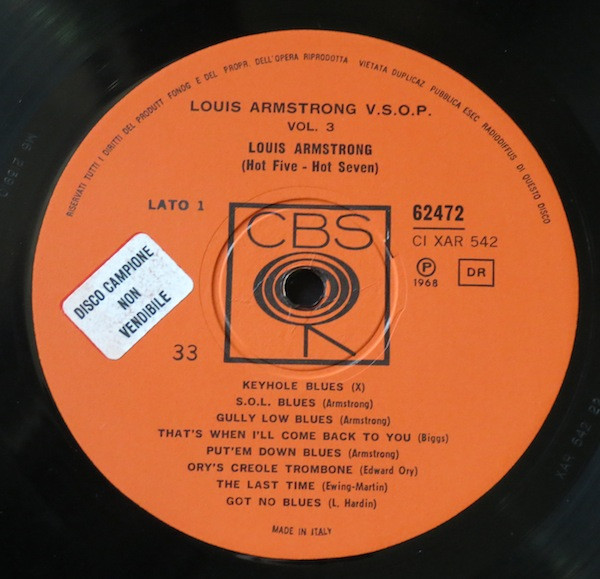 RISERVATI TUTTI I DIRITTI DEL PRODUTT FONOG E DEL PROPR DELL'OPERA RIPRODOTTA VIETATA DUPLICAZ PUBBLICA ESEC RADIODIFFUS DI QUESTO DISCO
LOUIS ARMSTRONG V.S.O.P.
VOL. 3
LOUIS ARMSTRONG
(Hot Five - Hot Seven)
LATO 1
CBS
62472
CI XAR 542
P
1968
DR
DISCO CAMPIONE
NON
VENDIBILE
33
KEYHOLE BLUES (X)
S.O.L. BLUES (Armstrong)
GULLY LOW BLUES (Armstrong)
THAT'S WHEN I'LL COME BACK TO YOU (Biggs)
PUT'EM DOWN BLUES (Armstrong)
ORY'S CREOLE TROMBONE (Edward Ory)
THE LAST TIME (Ewing-Martin)
GOT NO BLUES (L. Hardin)
MADE IN ITALY